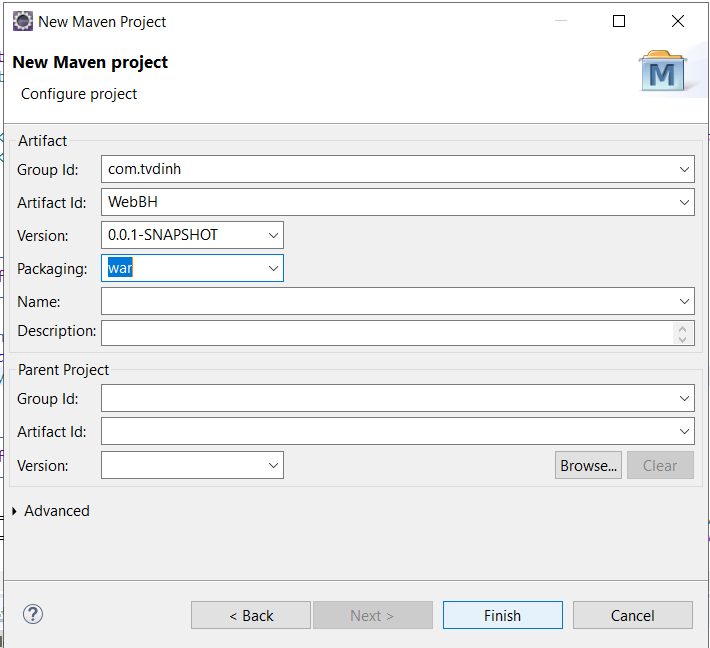 New Maven Project
New Maven project
Configure project
M
Artifact
Group Id: com.tvdinh
Artifact Id: WebBH
Version: 0.0.1-SNAPSHOT
Packaging: war
Name:
Description:
Parent Project
Group Id:
Artifact Id:
Version: Browse... Clear
Advanced
? < Back Next > Finish Cancel